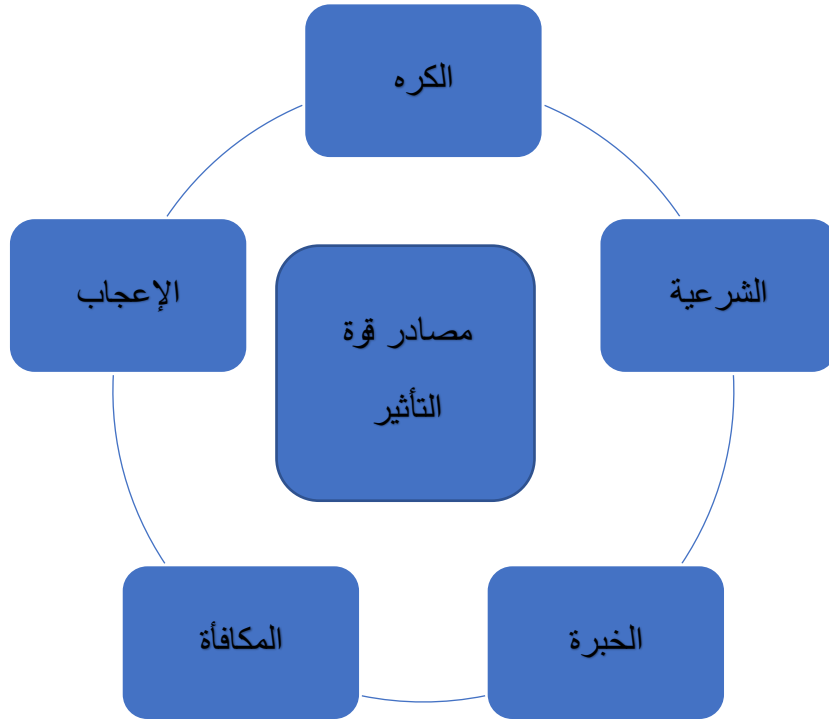 الكره
الشرعية
الإعجاب
مصادر قوة
التأثير
الخبرة
المكافأة